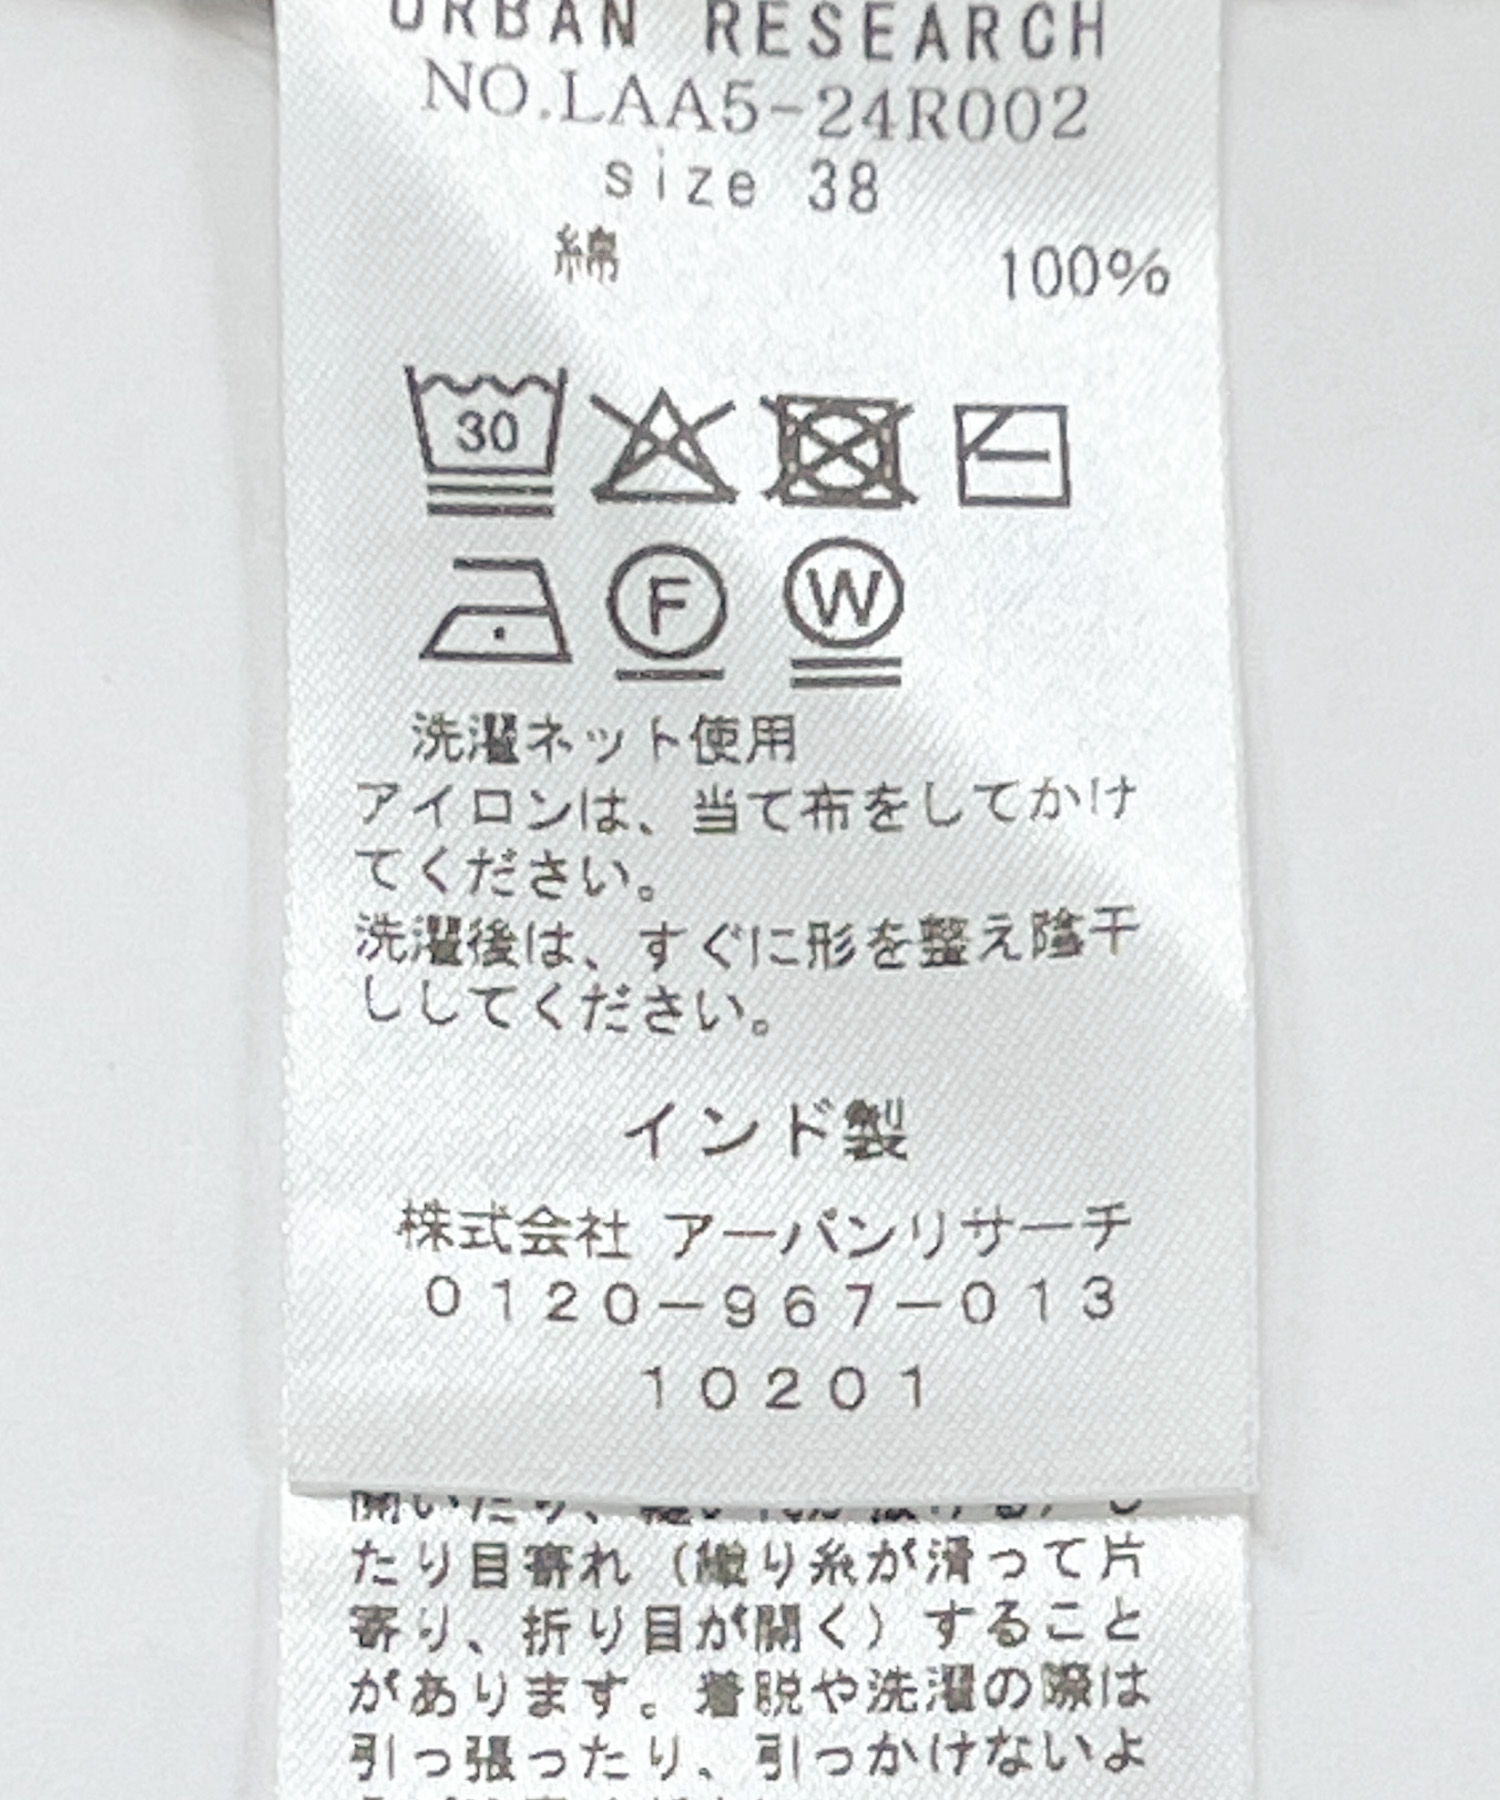 URBAN RESEARCH
NO.LAA5-24R002
size 38
綿 100%
30
F W
洗濯ネット使用
アイロンは、当て布をしてかけ
てください。
洗濯後は、すぐに形を整え陰干
ししてください。
インド製
株式会社 アーバンリサーチ
0120-967-013
10201
たり目寄れ（織り糸が滑って片
寄り、折り目が開く）すること
があります。着脱や洗濯の際は
引っ張ったり、引っかけないよ